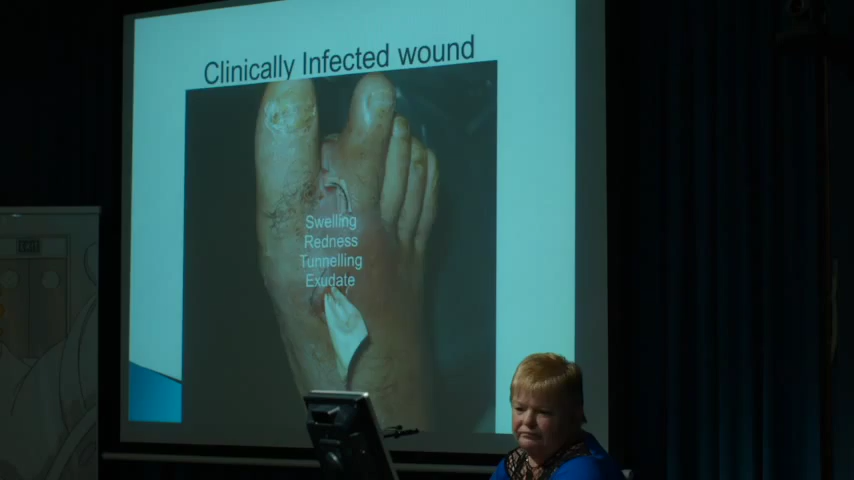 Clinically Infected wound
Swelling
Redness
Tunnelling
Exudate